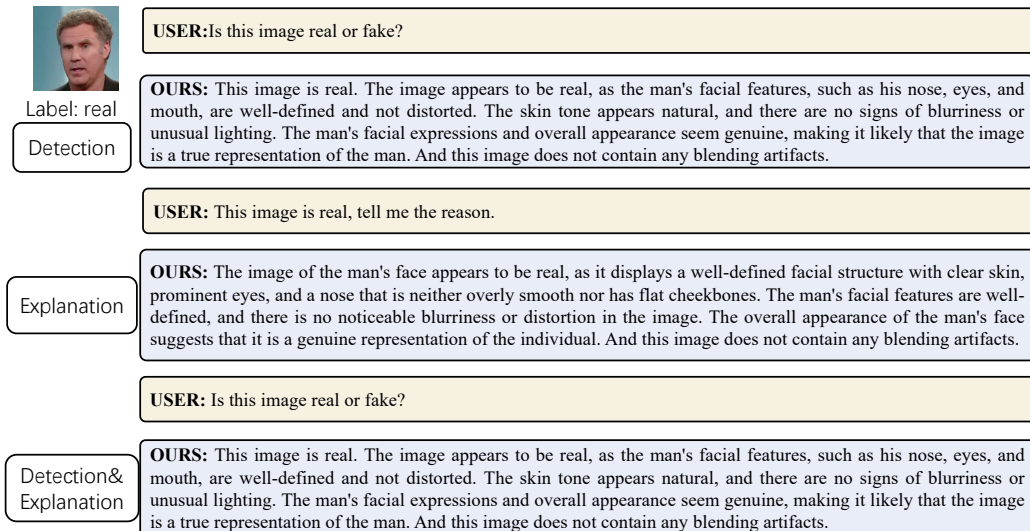 USER:Is this image real or fake?
Label: real
Detection
OURS: This image is real. The image appears to be real, as the man's facial features, such as his nose, eyes, and
mouth, are well-defined and not distorted. The skin tone appears natural, and there are no signs of blurriness or
unusual lighting. The man's facial expressions and overall appearance seem genuine, making it likely that the image
is a true representation of the man. And this image does not contain any blending artifacts.
USER: This image is real, tell me the reason.
Explanation
OURS: The image of the man's face appears to be real, as it displays a well-defined facial structure with clear skin,
prominent eyes, and a nose that is neither overly smooth nor has flat cheekbones. The man's facial features are well-
defined, and there is no noticeable blurriness or distortion in the image. The overall appearance of the man's face
suggests that it is a genuine representation of the individual. And this image does not contain any blending artifacts.
USER: Is this image real or fake?
Detection&
Explanation
OURS: This image is real. The image appears to be real, as the man's facial features, such as his nose, eyes, and
mouth, are well-defined and not distorted. The skin tone appears natural, and there are no signs of blurriness or
unusual lighting. The man's facial expressions and overall appearance seem genuine, making it likely that the image
is a true representation of the man. And this image does not contain any blending artifacts.